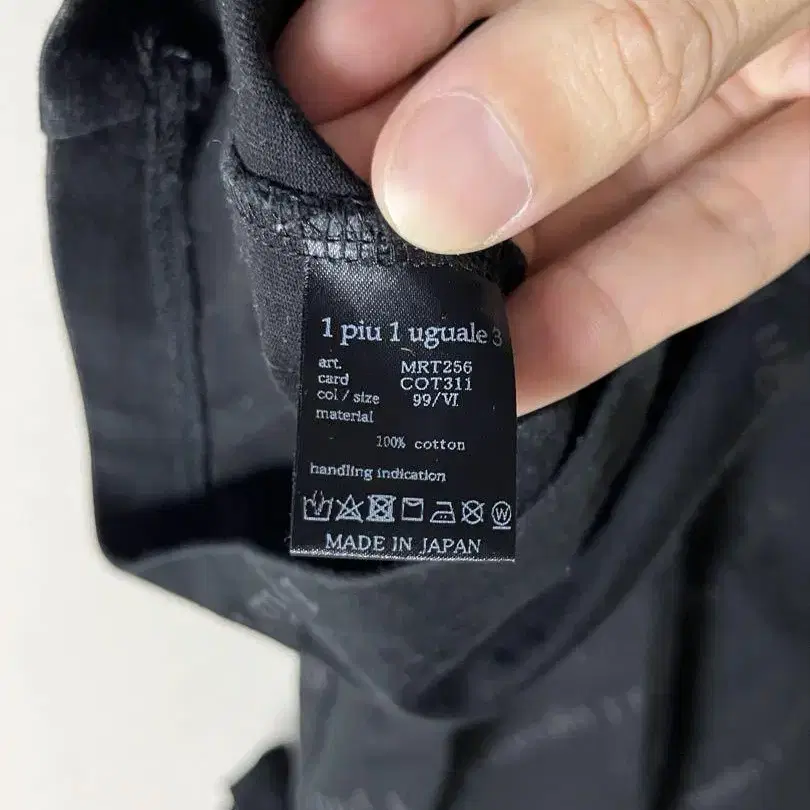 1 piu 1 uguale 3
art. MRT256
card COT311
col / size 99/VI
material
100% cotton
handling indication
W
MADE IN JAPAN